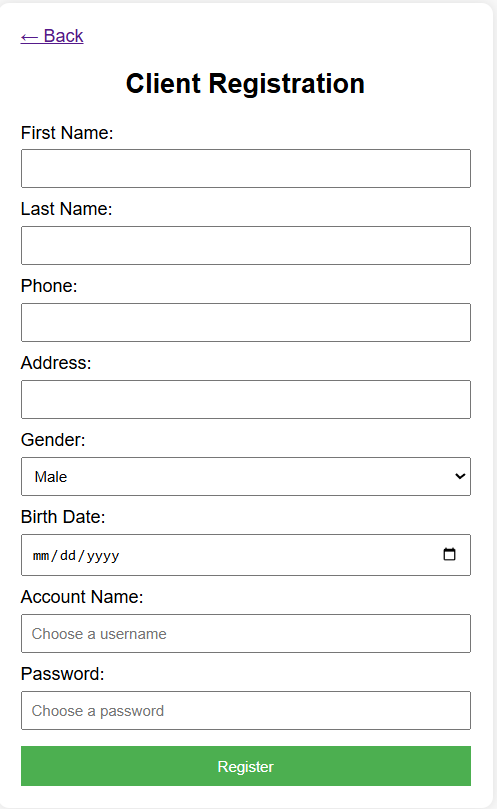 ← Back
Client Registration
First Name:
Last Name:
Phone:
Address:
Gender:
Male
Birth Date:
mm/dd/yyyy
Account Name:
Choose a username
Password:
Choose a password
Register